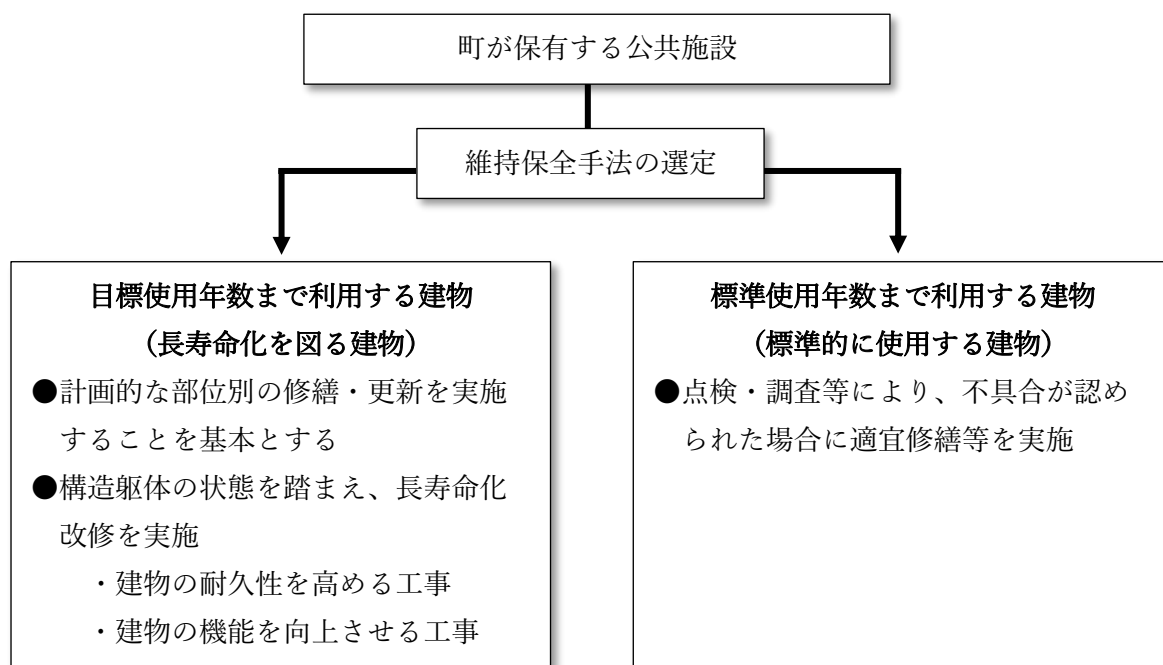 町が保有する公共施設
維持保全手法の選定
目標使用年数まで利用する建物
（長寿命化を図る建物）
●計画的な部位別の修繕・更新を実施
することを基本とする
●構造躯体の状態を踏まえ、長寿命化
改修を実施
・建物の耐久性を高める工事
・建物の機能を向上させる工事
標準使用年数まで利用する建物
（標準的に使用する建物）
●点検・調査等により、不具合が認め
られた場合に適宜修繕等を実施